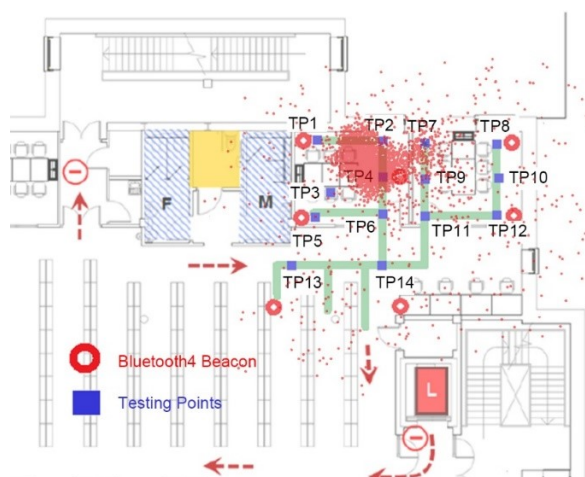 TP1
TP2
TP7
TP8
TP4
TP3
TP9
TP10
F
M
TP5
TP6
TP11
TP12
TP13
TP14
Bluetooth4 Beacon
Testing Points
L